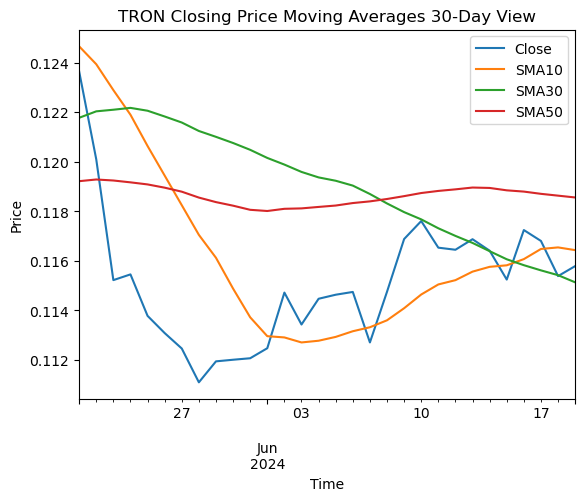 TRON Closing Price Moving Averages 30-Day View
Close
SMA10
SMA30
SMA50
0.124
0.122
0.120
0.118
0.116
0.114
0.112
Price
27
03
10
17
Jun
2024
Time